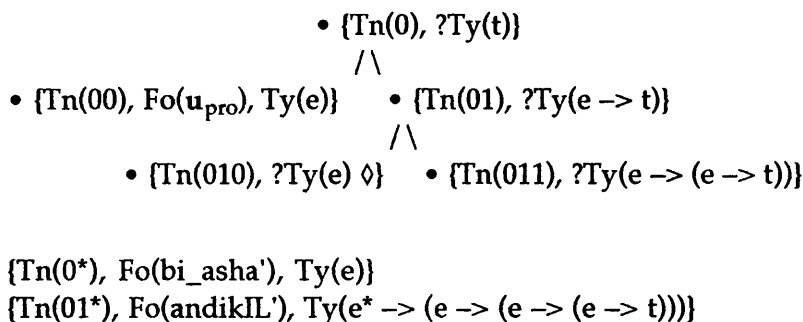 • {Tn(0), ?Ty(t)}
/ \
• {Tn(00), Fo(u_pro), Ty(e)} • {Tn(01), ?Ty(e –> t)}
/ \
• {Tn(010), ?Ty(e) ◊} • {Tn(011), ?Ty(e –> (e –> t))}
{Tn(0*), Fo(bi_asha'), Ty(e)}
{Tn(01*), Fo(andikIL'), Ty(e* –> (e –> (e –> (e –> t)))}